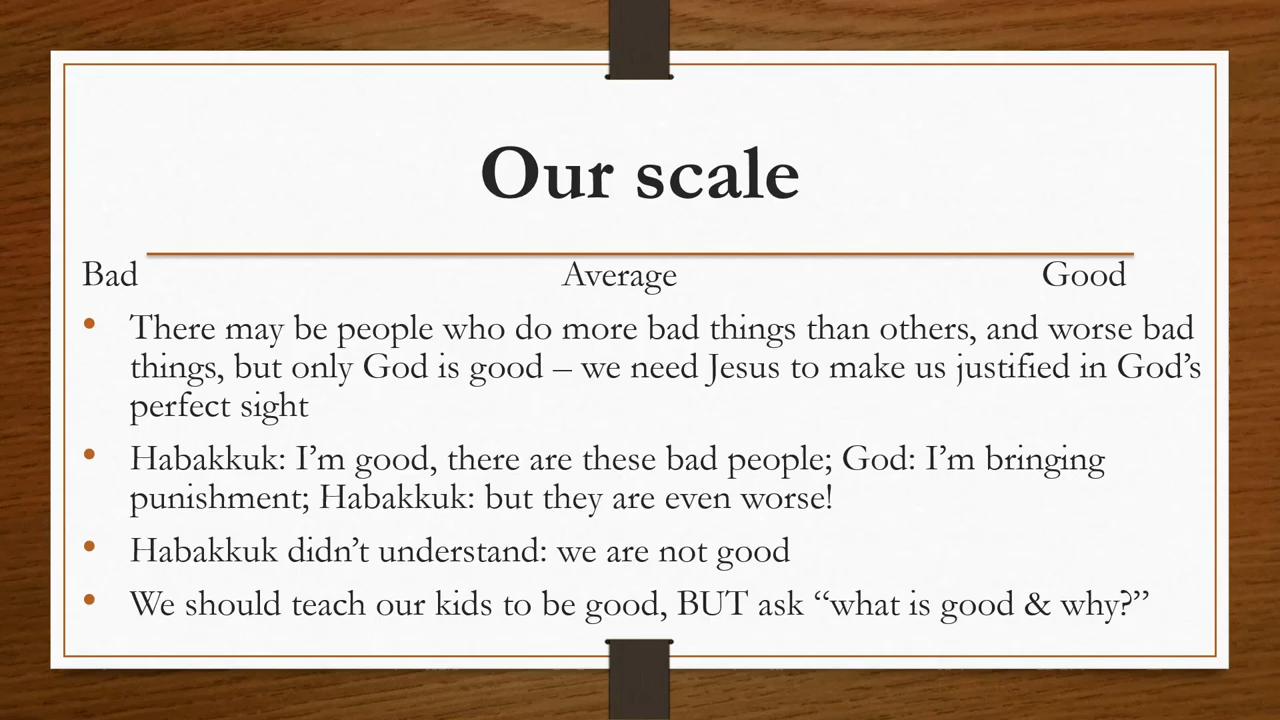 Our scale
Bad Average Good
• There may be people who do more bad things than others, and worse bad
things, but only God is good – we need Jesus to make us justified in God’s
perfect sight
• Habakkuk: I’m good, there are these bad people; God: I’m bringing
punishment; Habakkuk: but they are even worse!
• Habakkuk didn’t understand: we are not good
• We should teach our kids to be good, BUT ask “what is good & why?”